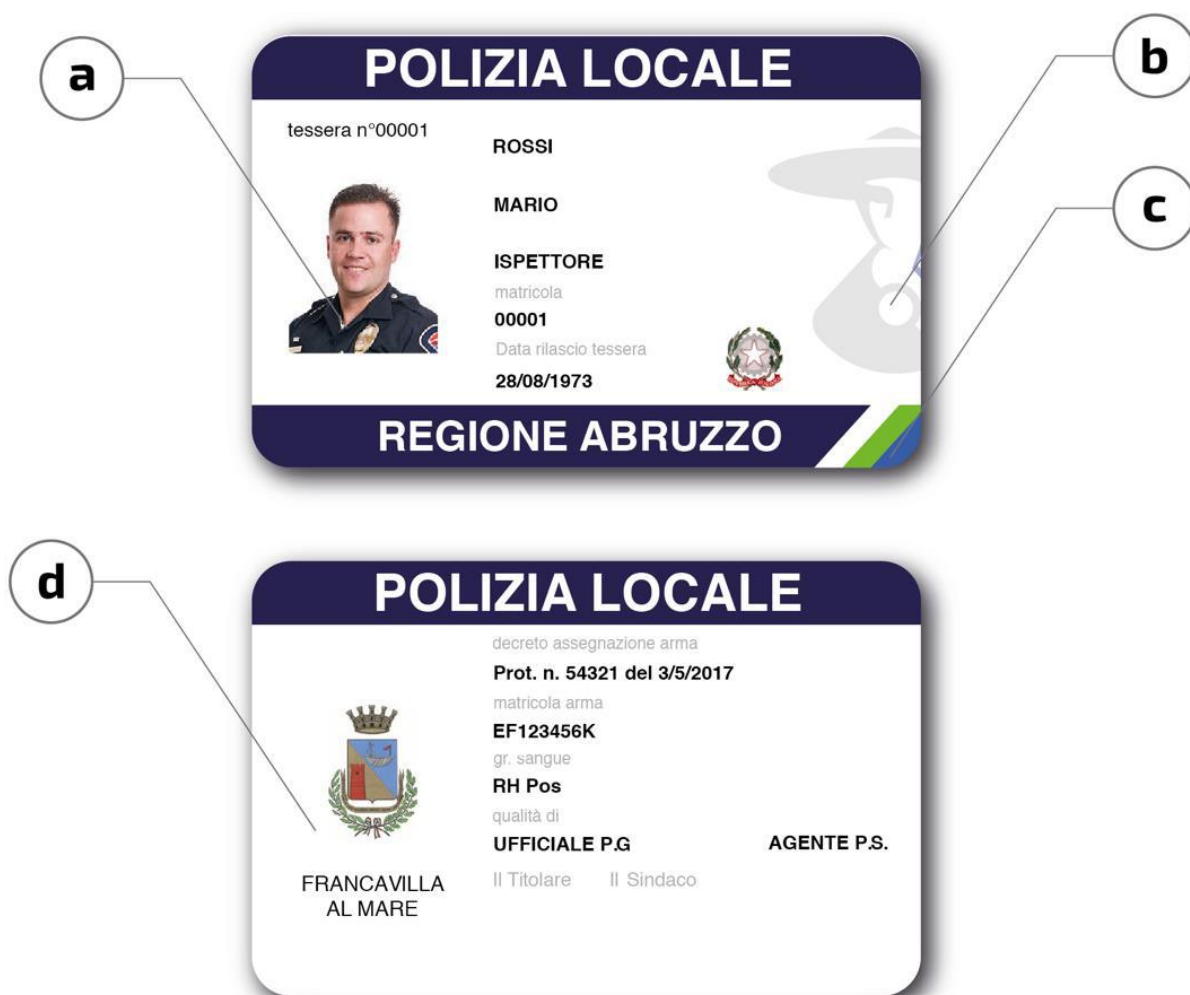 a
b
c
POLIZIA LOCALE
tessera n°00001
ROSSI
MARIO
ISPETTORE
matricola
00001
Data rilascio tessera
28/08/1973
REGIONE ABRUZZO
d
POLIZIA LOCALE
decreto assegnazione arma
Prot. n. 54321 del 3/5/2017
matricola arma
EF123456K
gr. sangue
RH Pos
qualità di
UFFICIALE P.G AGENTE P.S.
Il Titolare Il Sindaco
FRANCAVILLA
AL MARE